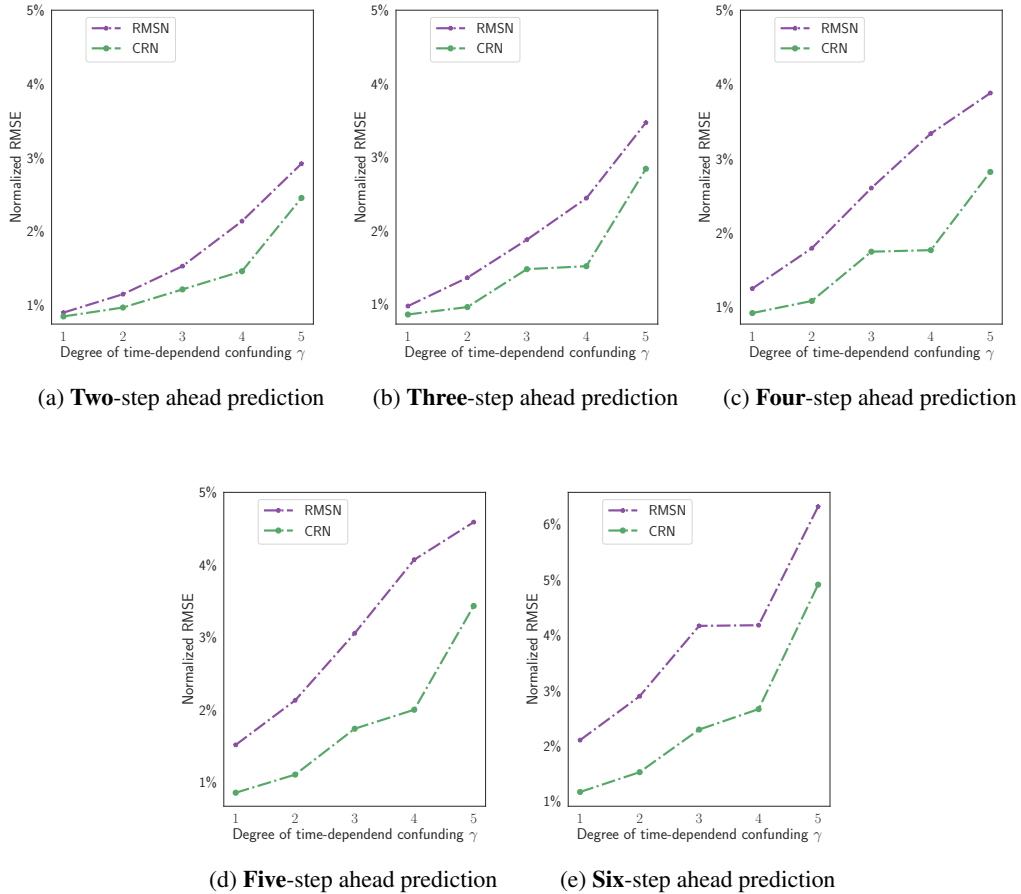 5%
4%
3%
2%
1%
Normalized RMSE
RMSN
CRN
1 2 3 4 5
Degree of time-dependend confunding γ
(a) Two-step ahead prediction
5%
4%
3%
2%
1%
Normalized RMSE
RMSN
CRN
1 2 3 4 5
Degree of time-dependend confunding γ
(b) Three-step ahead prediction
5%
4%
3%
2%
1%
Normalized RMSE
RMSN
CRN
1 2 3 4 5
Degree of time-dependend confunding γ
(c) Four-step ahead prediction
5%
4%
3%
2%
1%
Normalized RMSE
RMSN
CRN
1 2 3 4 5
Degree of time-dependend confunding γ
(d) Five-step ahead prediction
6%
5%
4%
3%
2%
1%
Normalized RMSE
RMSN
CRN
1 2 3 4 5
Degree of time-dependend confunding γ
(e) Six-step ahead prediction